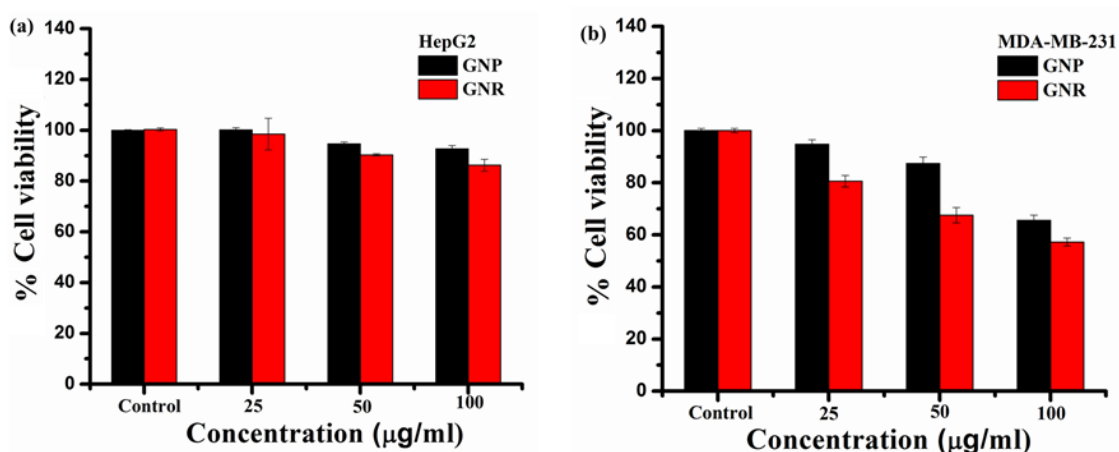 (a)
HepG2
GNP
GNR
% Cell viability
140
120
100
80
60
40
20
0
Control 25 50 100
Concentration (μg/ml)
(b)
MDA-MB-231
GNP
GNR
% Cell viability
140
120
100
80
60
40
20
0
Control 25 50 100
Concentration (μg/ml)